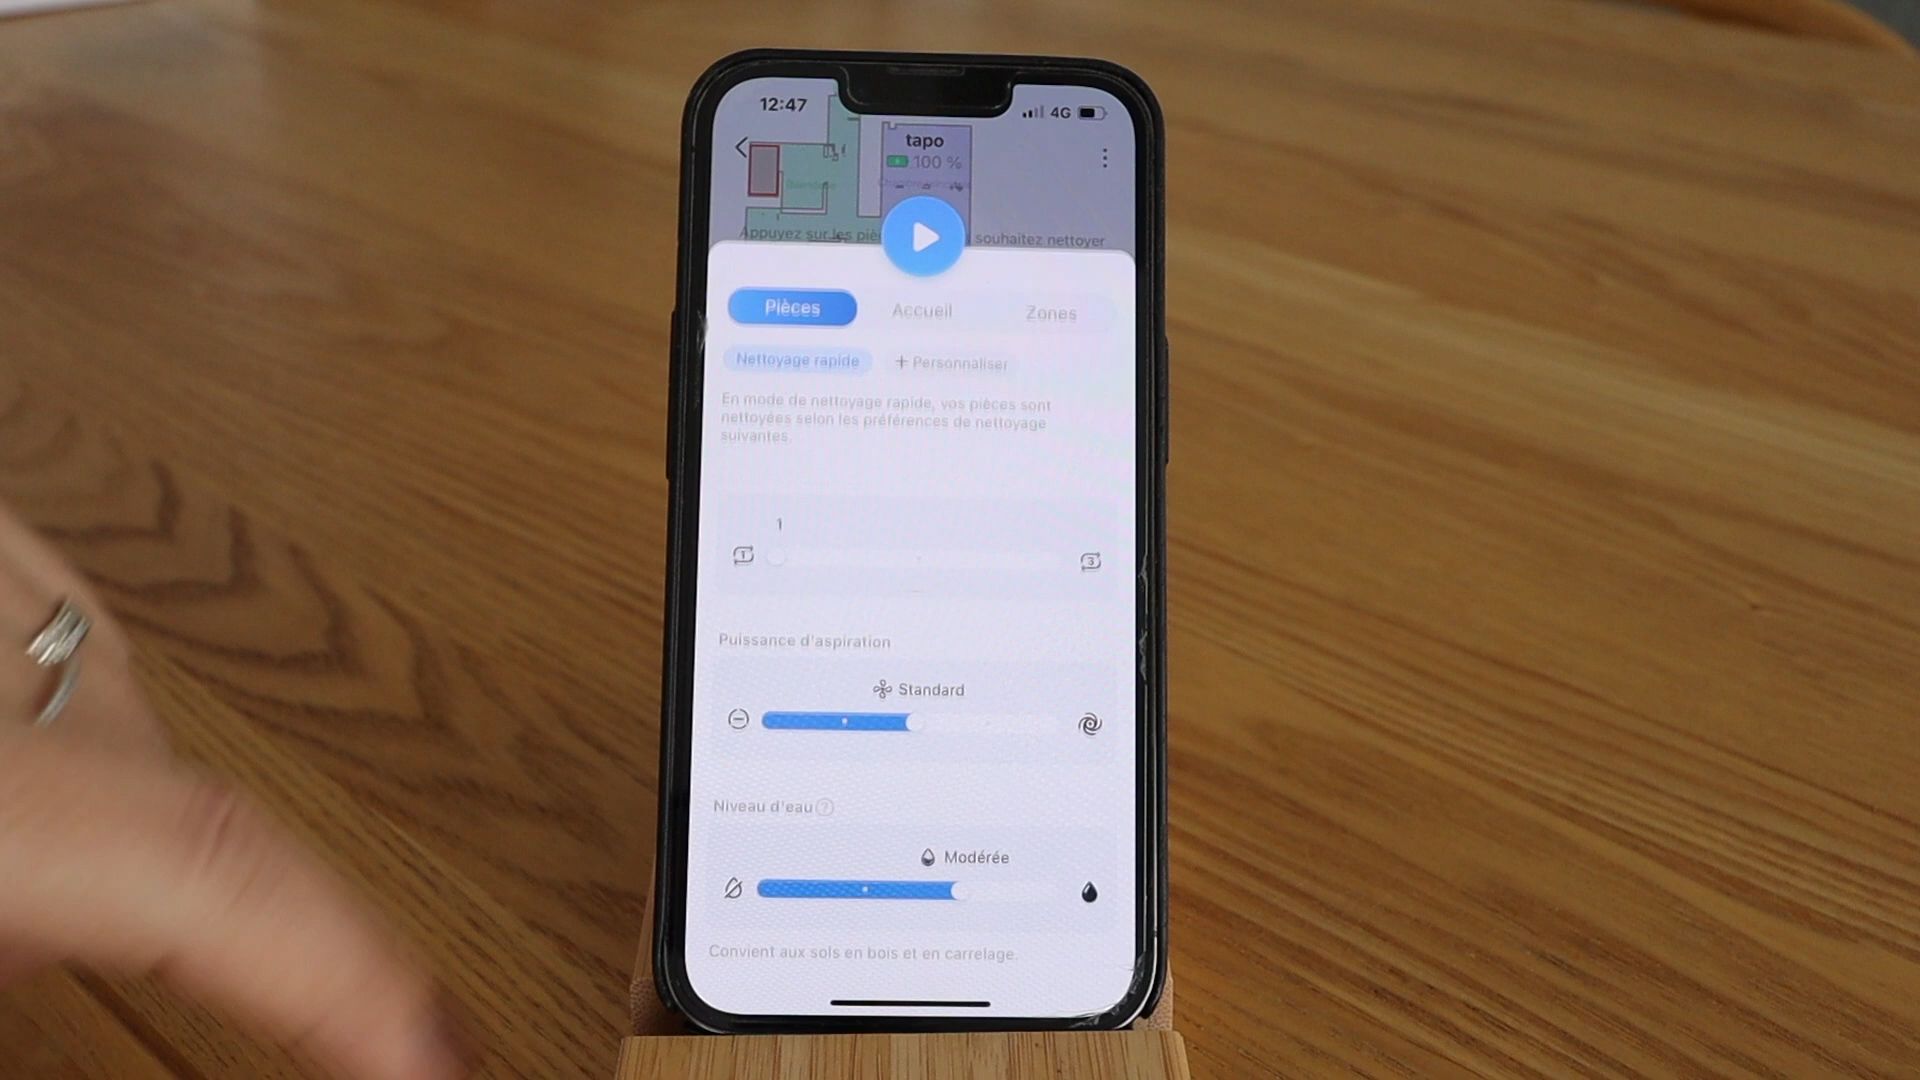 12:47
4G
tapo
100 %
Appuyez sur les piè souhaitez nettoyer
Pièces
Accueil
Zones
Nettoyage rapide
+ Personnaliser
En mode de nettoyage rapide, vos pièces sont
nettoyées selon les préférences de nettoyage
suivantes.
1
1
3
Puissance d'aspiration
Standard
Niveau d'eau ?
Modérée
Convient aux sols en bois et en carrelage.